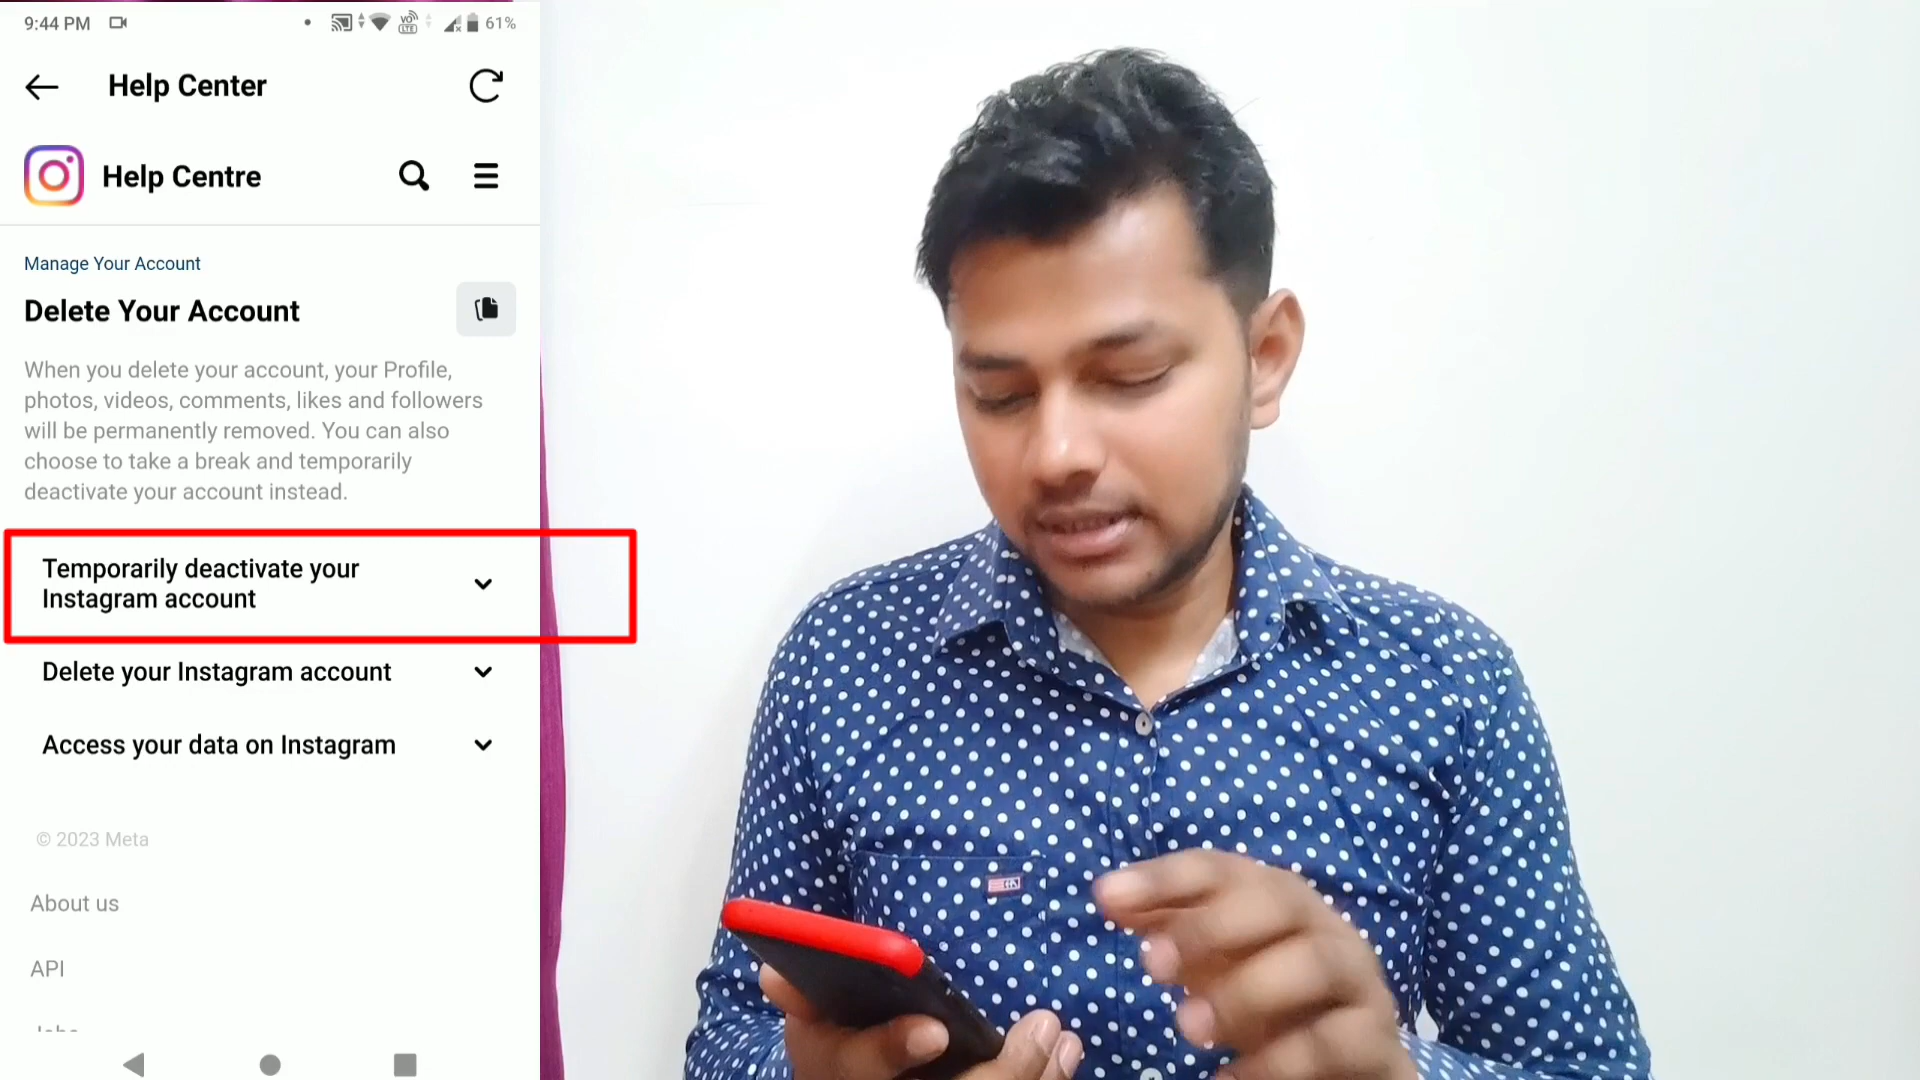 9:44 PM
VO LTE
61%
Help Center
Help Centre
Manage Your Account
Delete Your Account
When you delete your account, your Profile,
photos, videos, comments, likes and followers
will be permanently removed. You can also
choose to take a break and temporarily
deactivate your account instead.
Temporarily deactivate your
Instagram account
Delete your Instagram account
Access your data on Instagram
© 2023 Meta
About us
API